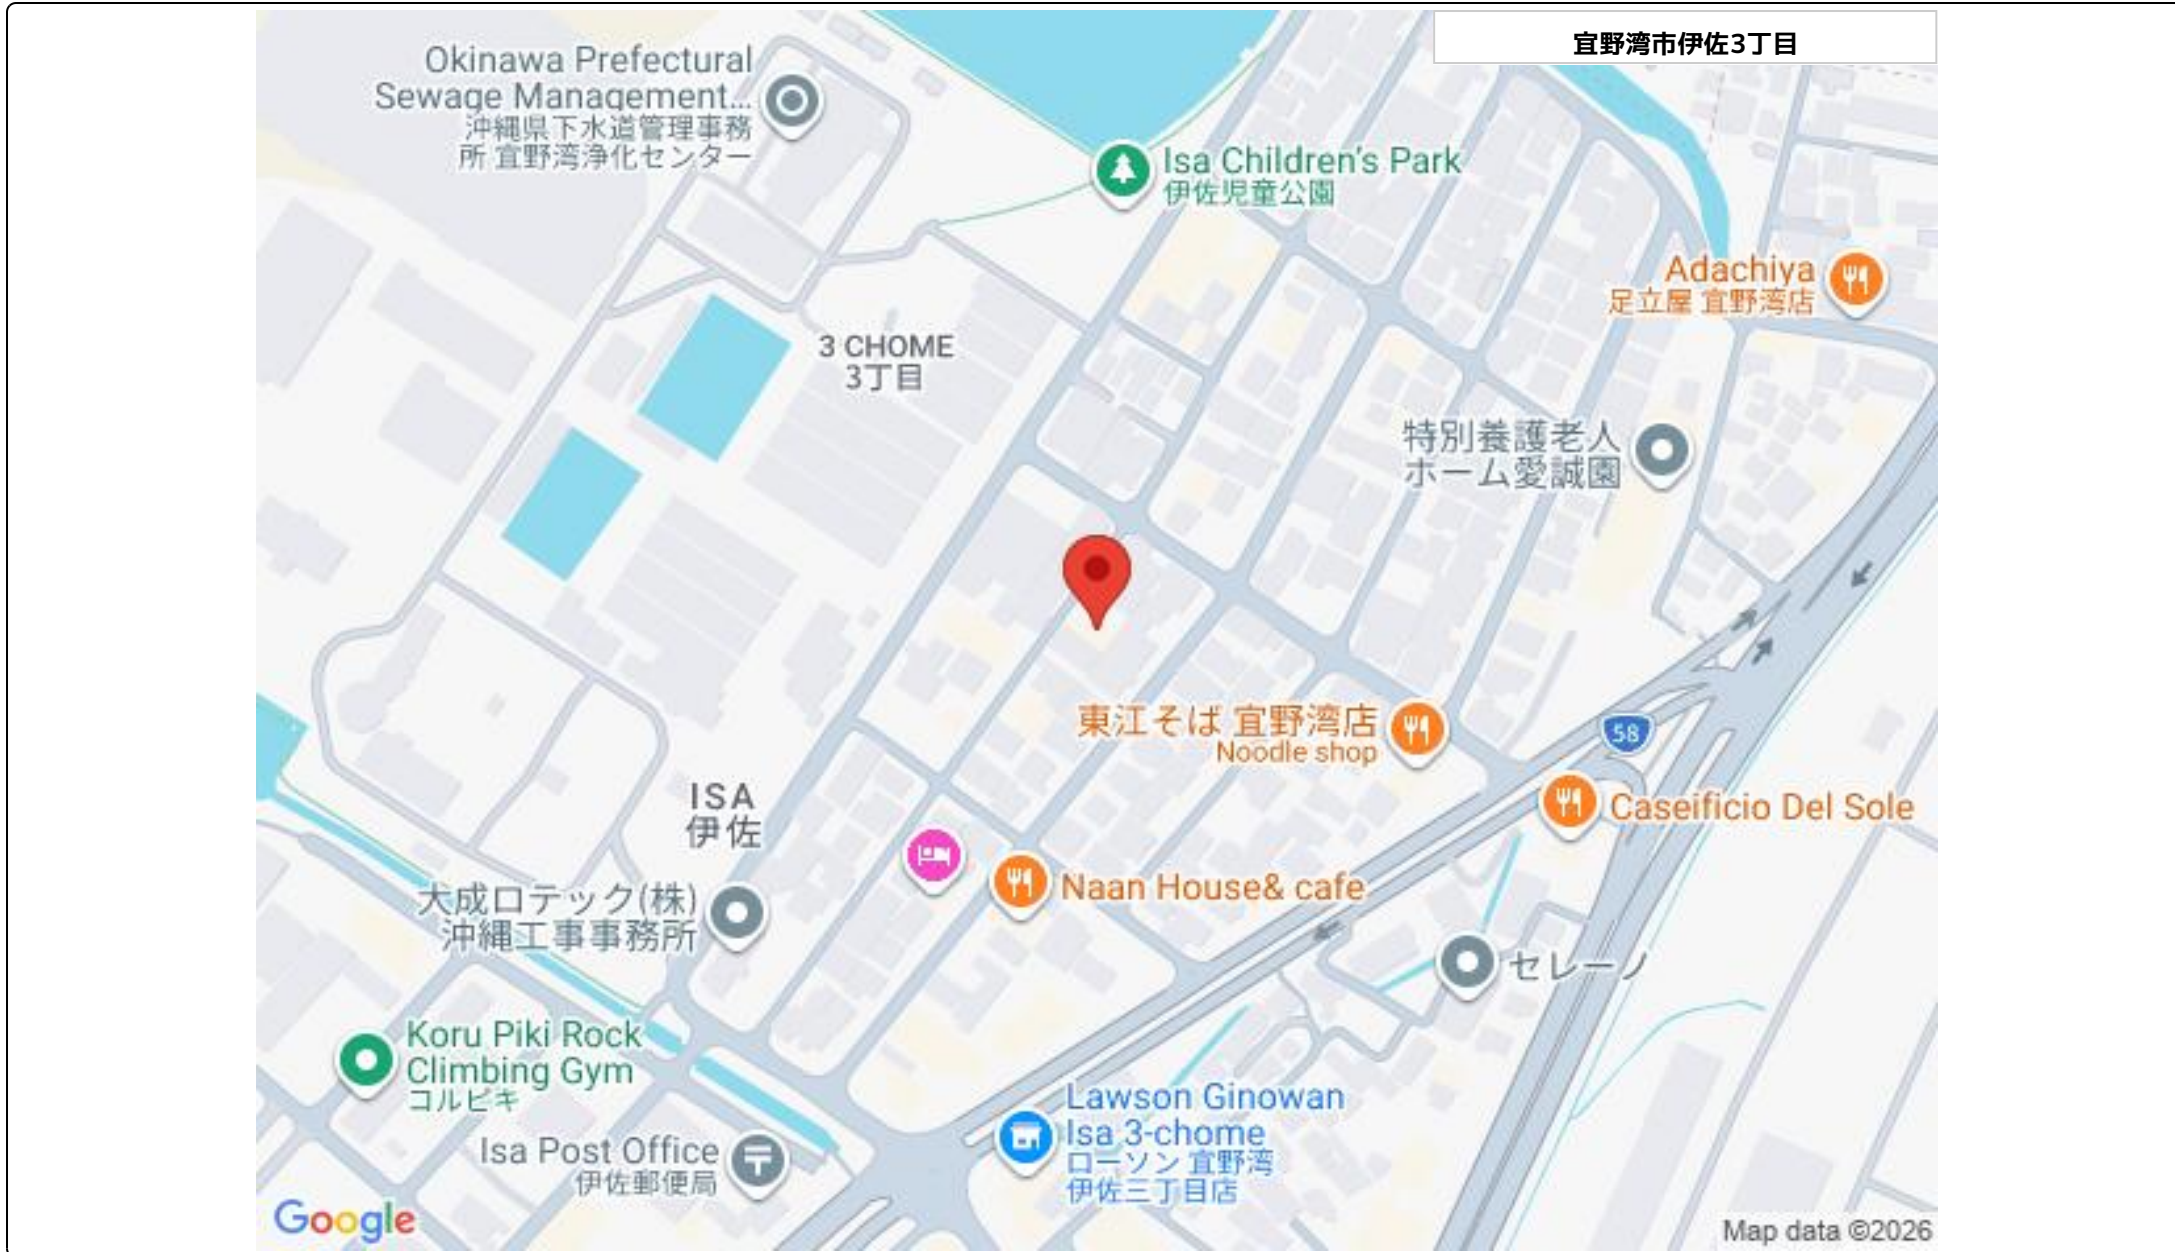 宜野湾市伊佐3丁目
Okinawa Prefectural
Sewage Management...
沖縄県下水道管理事務
所 宜野湾浄化センター
Isa Children's Park
伊佐児童公園
Adachiya
足立屋 宜野湾店
3 CHOME
3丁目
特別養護老人
ホーム愛誠園
東江そば 宜野湾店
Noodle shop
58
Caseificio Del Sole
ISA
伊佐
Naan House& cafe
大成ロテック(株)
沖縄工事事務所
セレーノ
Koru Piki Rock
Climbing Gym
コルピキ
Lawson Ginowan
Isa 3-chome
ローソン 宜野湾
伊佐三丁目店
Isa Post Office
伊佐郵便局
Google
Map data ©2026